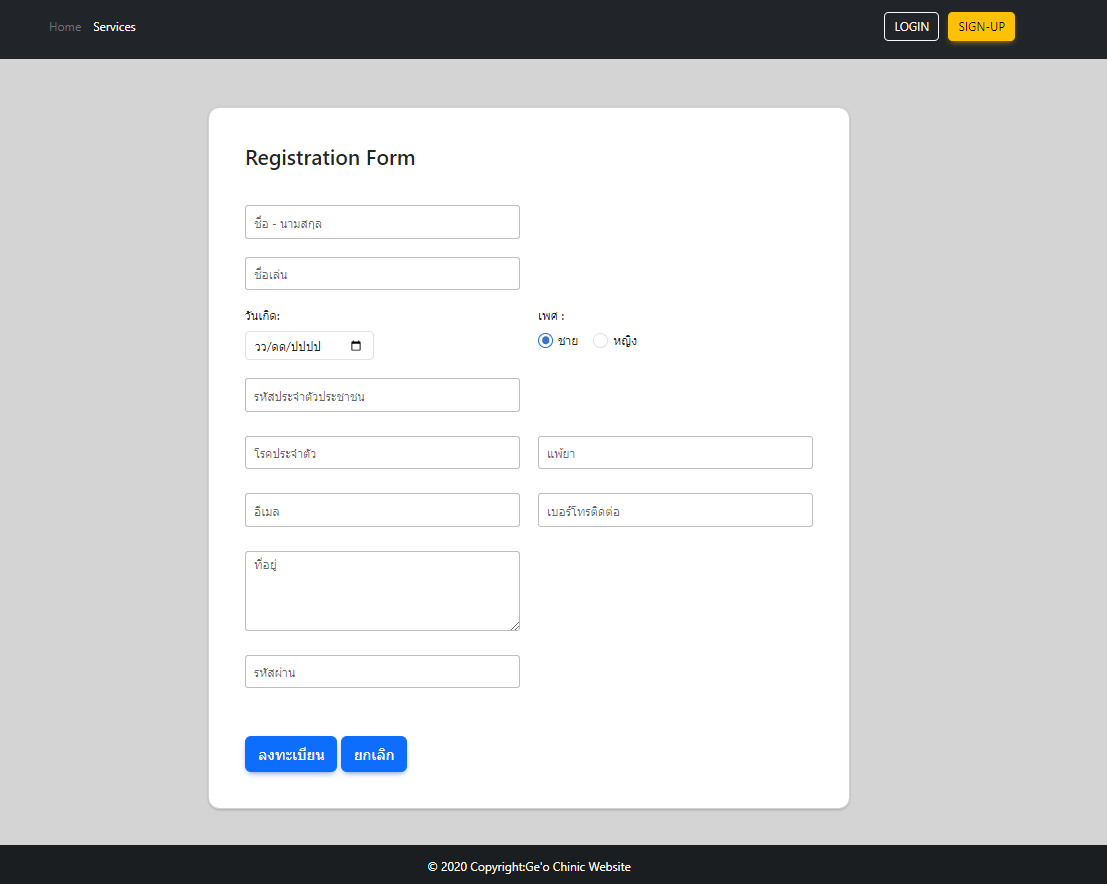 Home Services LOGIN SIGN-UP
Registration Form
ชื่อ - นามสกุล
ชื่อเล่น
วันเกิด: เพศ :
วว/ดด/ปปปป ชาย หญิง
รหัสประจำตัวประชาชน
โรคประจำตัว แพ้ยา
อีเมล เบอร์โทรติดต่อ
ที่อยู่
รหัสผ่าน
ลงทะเบียน ยกเลิก
© 2020 Copyright:Ge'o Chinic Website